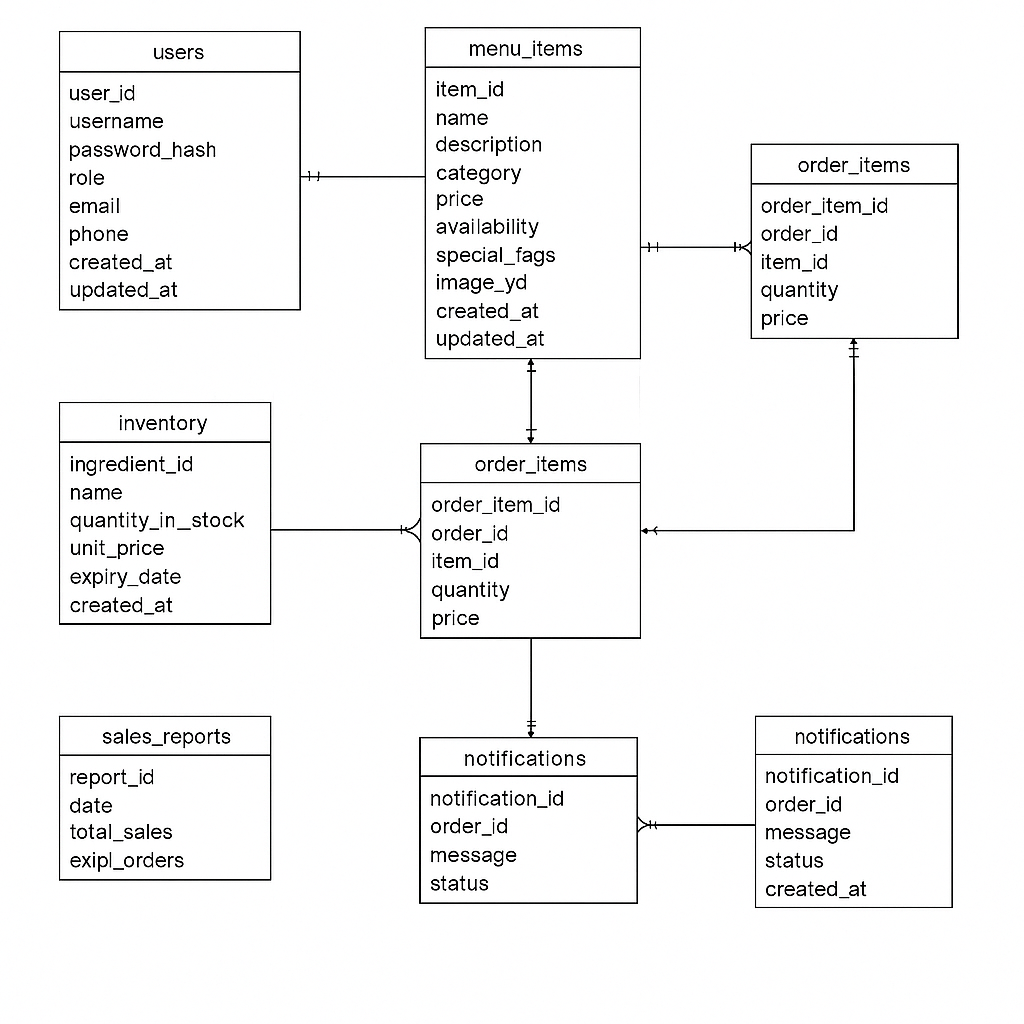 users
user_id
username
password_hash
role
email
phone
created_at
updated_at
menu_items
item_id
name
description
category
price
availability
special_fags
image_yd
created_at
updated_at
order_items
order_item_id
order_id
item_id
quantity
price
inventory
ingredient_id
name
quantity_in_stock
unit_price
expiry_date
created_at
order_items
order_item_id
order_id
item_id
quantity
price
sales_reports
report_id
date
total_sales
exipl_orders
notifications
notification_id
order_id
message
status
notifications
notification_id
order_id
message
status
created_at